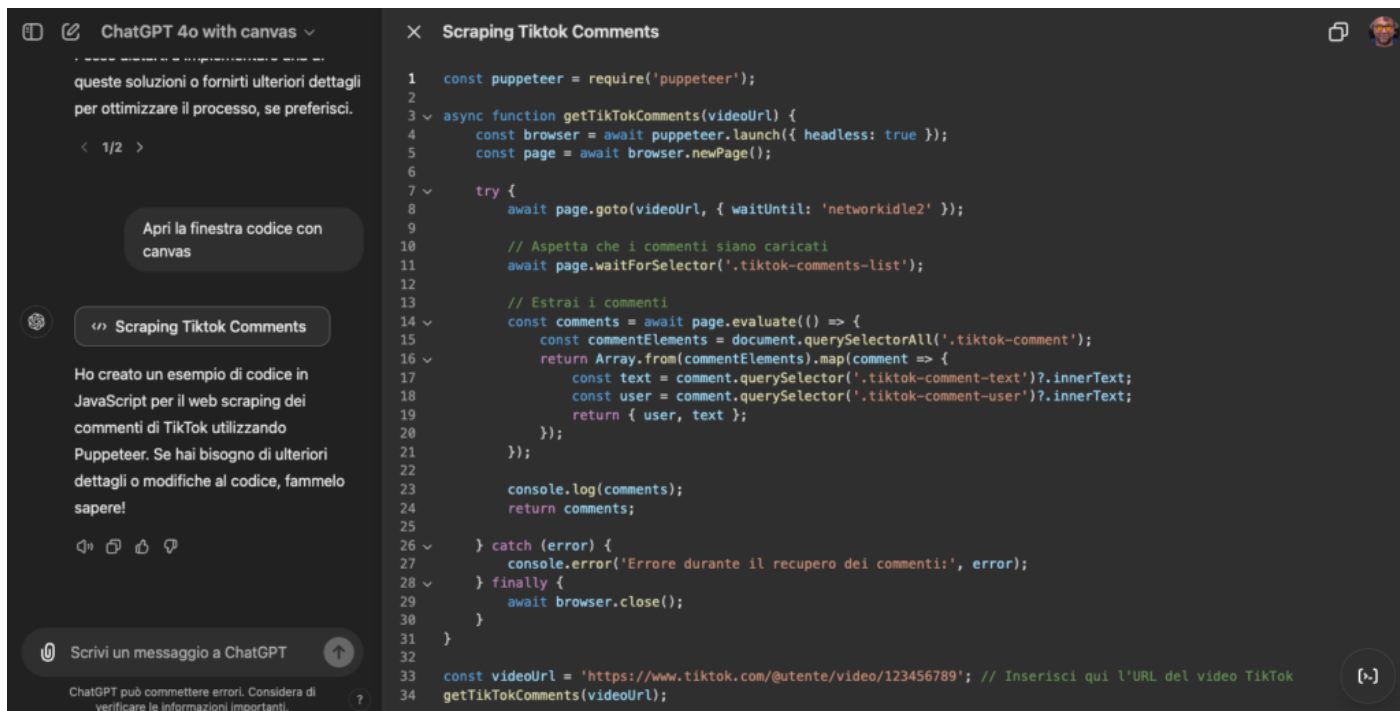 ChatGPT 4o with canvas
queste soluzioni o fornirti ulteriori dettagli
per ottimizzare il processo, se preferisci.
1/2
Apri la finestra codice con
canvas
Scraping Tiktok Comments
Ho creato un esempio di codice in
JavaScript per il web scraping dei
commenti di TikTok utilizzando
Puppeteer. Se hai bisogno di ulteriori
dettagli o modifiche al codice, fammelo
sapere!
Scrivi un messaggio a ChatGPT
ChatGPT può commettere errori. Considera di
verificare le informazioni importanti.
?
Scraping Tiktok Comments
1 const puppeteer = require('puppeteer');
2
3 async function getTikTokComments(videoUrl) {
4     const browser = await puppeteer.launch({ headless: true });
5     const page = await browser.newPage();
6
7     try {
8         await page.goto(videoUrl, { waitUntil: 'networkidle2' });
9
10         // Aspetta che i commenti siano caricati
11         await page.waitForSelector('.tiktok-comments-list');
12
13         // Estrai i commenti
14         const comments = await page.evaluate(() => {
15             const commentElements = document.querySelectorAll('.tiktok-comment');
16             return Array.from(commentElements).map(comment => {
17                 const text = comment.querySelector('.tiktok-comment-text')?.innerText;
18                 const user = comment.querySelector('.tiktok-comment-user')?.innerText;
19                 return { user, text };
20             });
21         });
22
23         console.log(comments);
24         return comments;
25
26     } catch (error) {
27         console.error('Errore durante il recupero dei commenti:', error);
28     } finally {
29         await browser.close();
30     }
31 }
32
33 const videoUrl = 'https://www.tiktok.com/@utente/video/123456789'; // Inserisci qui l'URL del video TikTok
34 getTikTokComments(videoUrl);